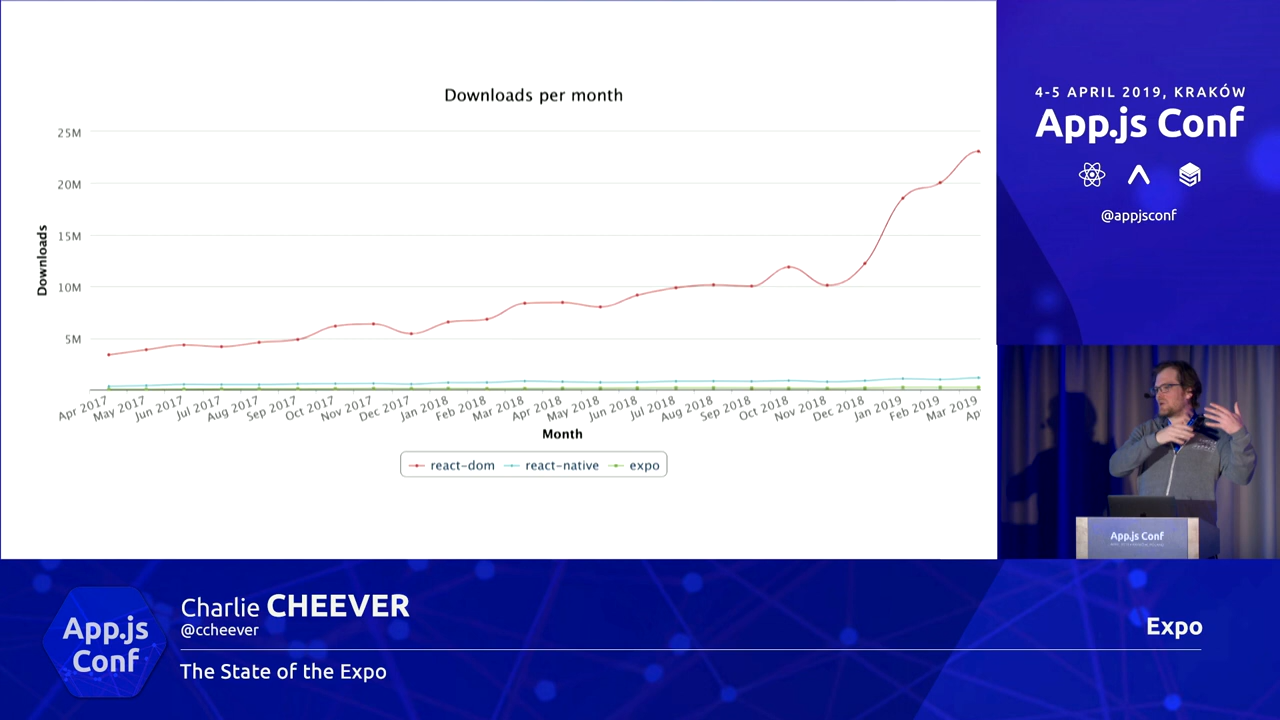 Downloads per month
25M
20M
15M
10M
5M
Downloads
Apr 2017
May 2017
Jun 2017
Jul 2017
Aug 2017
Sep 2017
Oct 2017
Nov 2017
Dec 2017
Jan 2018
Feb 2018
Mar 2018
Apr 2018
May 2018
Jun 2018
Jul 2018
Aug 2018
Sep 2018
Oct 2018
Nov 2018
Dec 2018
Jan 2019
Feb 2019
Mar 2019
Ap
Month
react-dom react-native expo
4-5 APRIL 2019, KRAKÓW
App.js Conf
@appjsconf
App.js Conf
App.js
Conf
Charlie CHEEVER
@ccheever
The State of the Expo
Expo